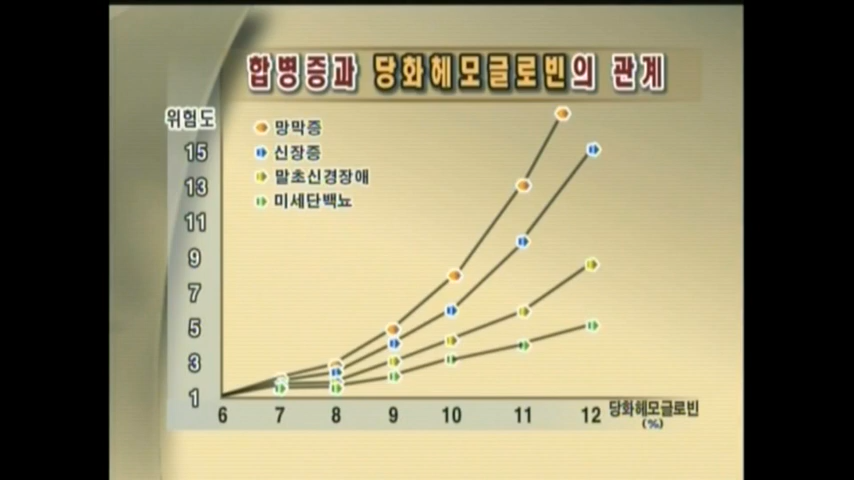 합병증과 당화헤모글로빈의 관계
위험도
망막증
신장증
말초신경장애
미세단백뇨
15
13
11
9
7
5
3
1
6 7 8 9 10 11 12 당화헤모글로빈
(%)